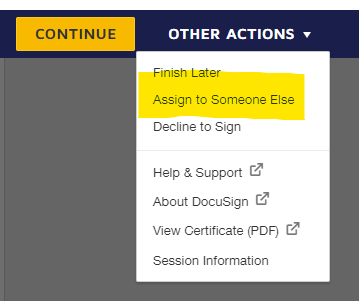 CONTINUE OTHER ACTIONS
Finish Later
Assign to Someone Else
Decline to Sign
Help & Support
About DocuSign
View Certificate (PDF)
Session Information